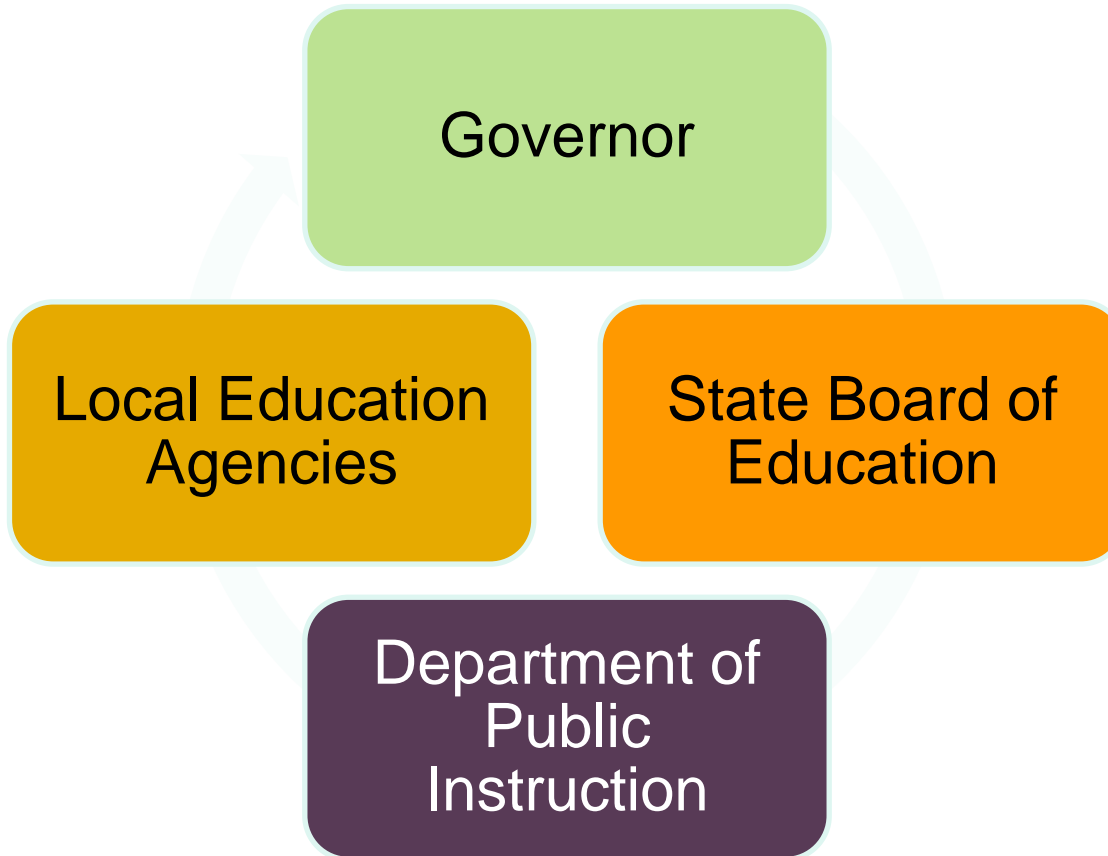 Governor
Local Education
Agencies
State Board of
Education
Department of
Public
Instruction